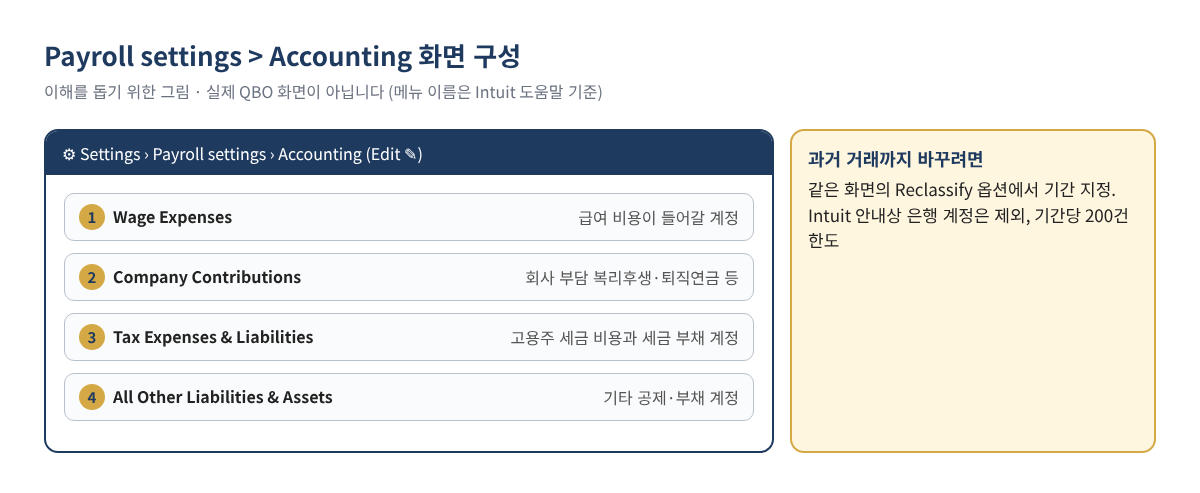 Payroll settings > Accounting 화면 구성
이해를 돕기 위한 그림 · 실제 QBO 화면이 아닙니다 (메뉴 이름은 Intuit 도움말 기준)
⚙ Settings › Payroll settings › Accounting (Edit ✎)
1 Wage Expenses 급여 비용이 들어갈 계정
2 Company Contributions 회사 부담 복리후생·퇴직연금 등
3 Tax Expenses & Liabilities 고용주 세금 비용과 세금 부채 계정
4 All Other Liabilities & Assets 기타 공제·부채 계정
과거 거래까지 바꾸려면
같은 화면의 Reclassify 옵션에서 기간 지정.
Intuit 안내상 은행 계정은 제외, 기간당 200건
한도